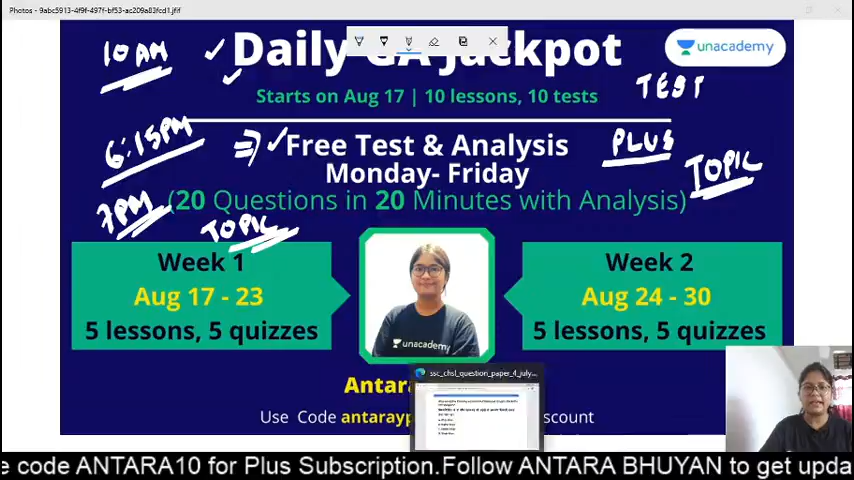 Photos - 9abc5913-4f9f-497f-bf53-ac209a83fcd1.jfif
10 AM
Daily Jackpot
unacademy
Starts on Aug 17 | 10 lessons, 10 tests
TEST
6:15PM
Free Test & Analysis
PLUS
Monday- Friday
TOPIC
(20 Questions in 20 Minutes with Analysis)
7PM
TOPIC
Week 1
Aug 17 - 23
5 lessons, 5 quizzes
unacademy
Week 2
Aug 24 - 30
5 lessons, 5 quizzes
ssc_chsl_question_paper_4_july...
Antara
Use Code antarayp
scount
e code ANTARA10 for Plus Subscription.Follow ANTARA BHUYAN to get upda